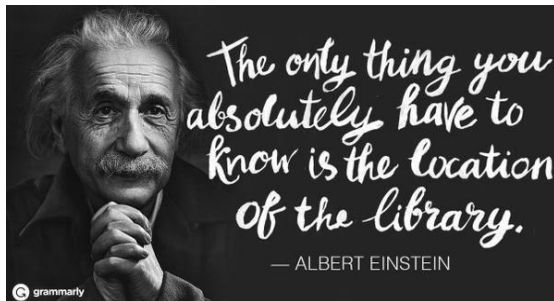 The only thing you
absolutely have to
know is the location
of the library.
— ALBERT EINSTEIN
grammarly